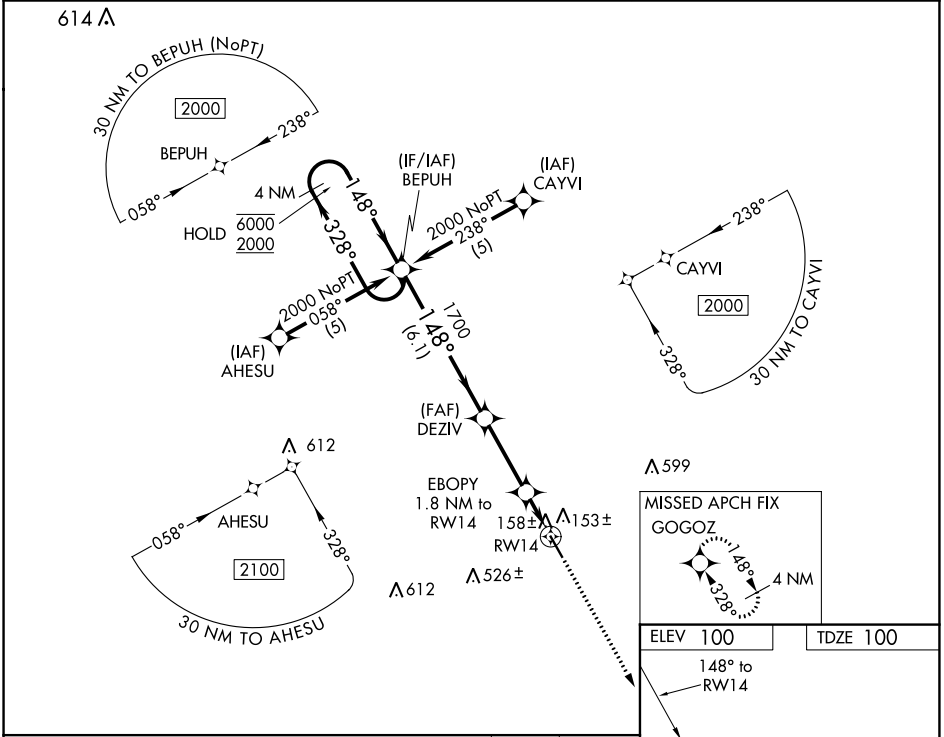 614
30 NM TO BEPUH (NoPT)
2000
238°
BEPUH
058°
(IF/IAF)
BEPUH
(IAF)
CAYVI
4 NM
148°
HOLD
6000
2000
328°
2000 NoPT
238°
(5)
2000 NoPT
058°
(5)
(IAF)
AHESU
1700
148°
(6.1)
238°
CAYVI
2000
328°
30 NM TO CAYVI
(FAF)
DEZIV
612
AHESU
058°
328°
2100
30 NM TO AHESU
EBOPY
1.8 NM to
RW14
158±
153±
RW14
612
526±
599
MISSED APCH FIX
GOGOZ
148°
4 NM
328°
ELEV 100
TDZE 100
148° to
RW14